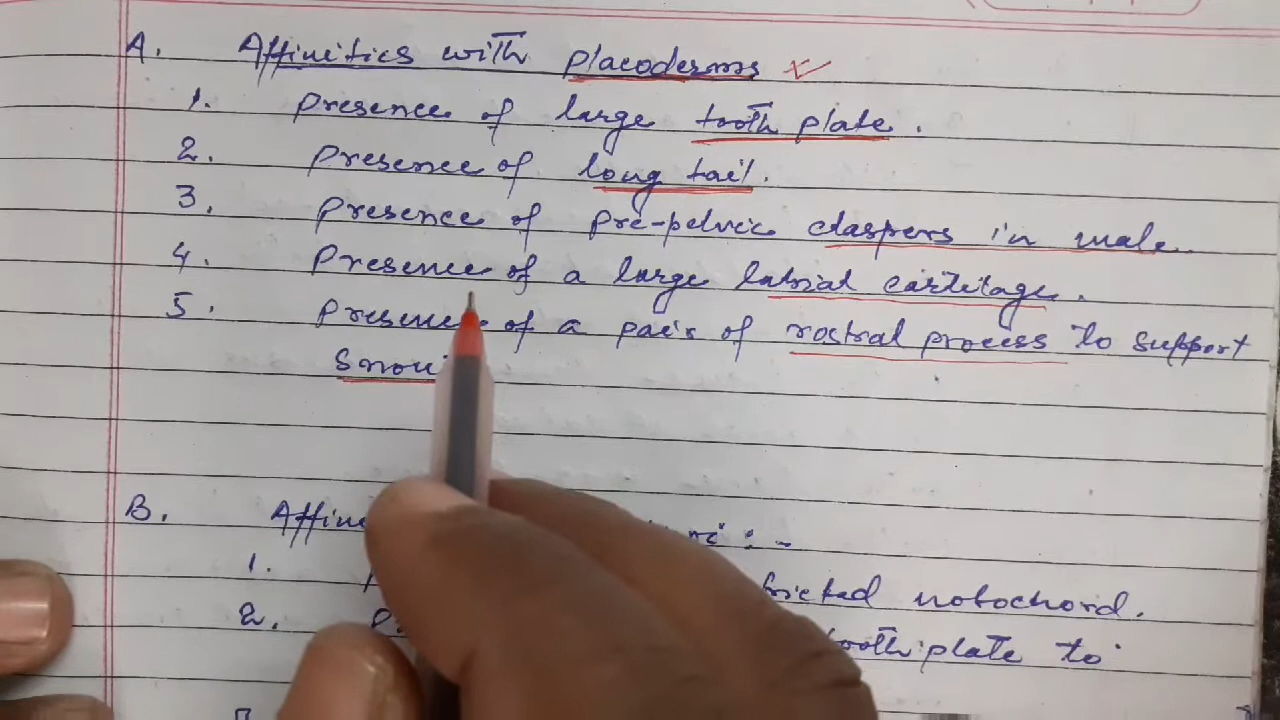 A. Affinities with placoderms
1. Presence of large tooth plate.
2. Presence of long tail.
3. Presence of Pre-pelvic claspers in male
4. Presence of a large labial cartilage.
5. Presence of a pair of rostral process to support
B.
1. notochord.
2. tooth plate to